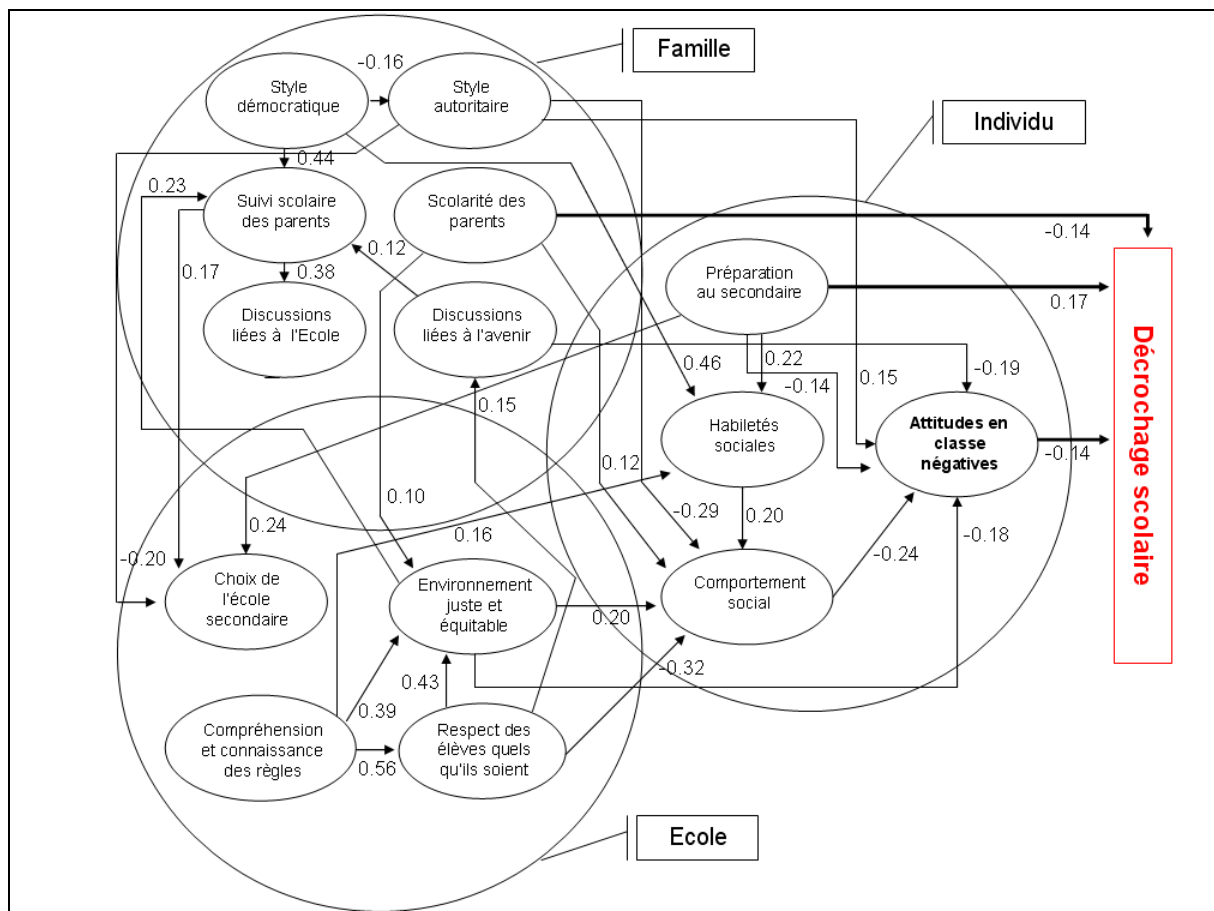 Famille
-0.16
Style
démocratique
Style
autoritaire
Individu
0.44
0.23
Suivi scolaire
des parents
Scolarité des
parents
-0.14
0.12
0.17
0.38
Préparation
au secondaire
0.17
Discussions
liées à l'Ecole
Discussions
liées à l'avenir
0.22
0.46
-0.14
0.15
-0.19
0.15
Habiletés
sociales
Attitudes en
classe
négatives
-0.14
Décrochage scolaire
0.12
0.10
0.24
0.16
-0.29
0.20
-0.18
-0.20
-0.24
Choix de
l'école
secondaire
Environnement
juste et
équitable
0.20
Comportement
social
-0.32
0.43
0.39
Compréhension
et connaissance
des règles
0.56
Respect des
élèves quels
qu'ils soient
Ecole